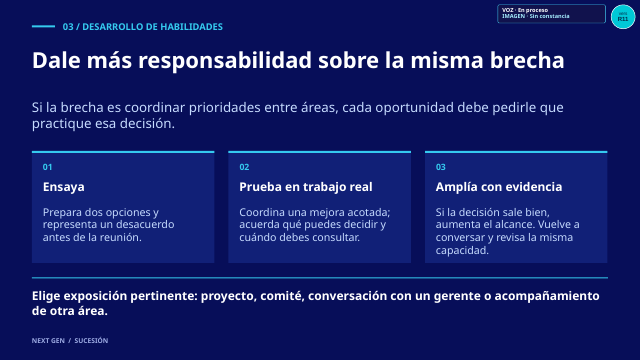 VOZ · En proceso
IMAGEN · Sin constancia
R11
03 / DESARROLLO DE HABILIDADES
Dale más responsabilidad sobre la misma brecha
Si la brecha es coordinar prioridades entre áreas, cada oportunidad debe pedirle que
practique esa decisión.
01
Ensaya
Prepara dos opciones y
representa un desacuerdo
antes de la reunión.
02
Prueba en trabajo real
Coordina una mejora acotada;
acuerda qué puedes decidir y
cuándo debes consultar.
03
Amplía con evidencia
Si la decisión sale bien,
aumenta el alcance. Vuelve a
conversar y revisa la misma
capacidad.
Elige exposición pertinente: proyecto, comité, conversación con un gerente o acompañamiento
de otra área.
NEXT GEN / SUCESIÓN